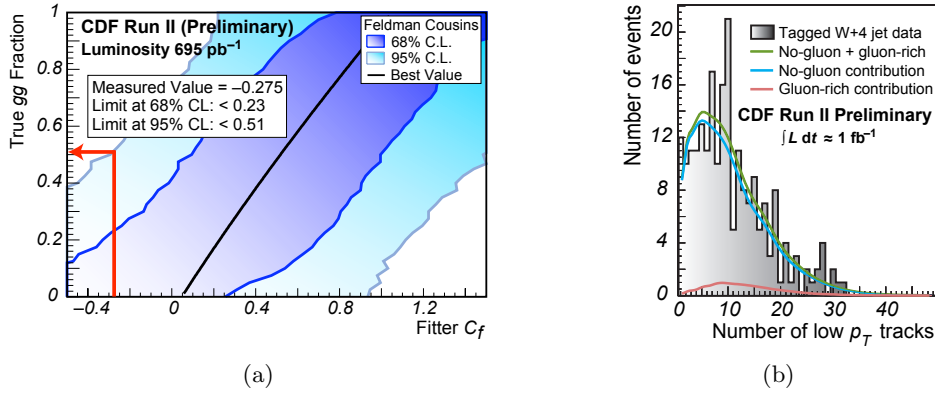 CDF Run II (Preliminary)
Luminosity 695 pb⁻¹
Feldman Cousins
68% C.L.
95% C.L.
Best Value
Measured Value = –0.275
Limit at 68% CL: < 0.23
Limit at 95% CL: < 0.51
True gg Fraction
1
0.8
0.6
0.4
0.2
0
–0.4 0 0.4 0.8 1.2
Fitter C_f
(a)
Number of events
20
16
12
8
4
0
Tagged W+4 jet data
No-gluon + gluon-rich
No-gluon contribution
Gluon-rich contribution
CDF Run II Preliminary
∫L dt ≈ 1 fb⁻¹
0 10 20 30 40
Number of low p_T tracks
(b)